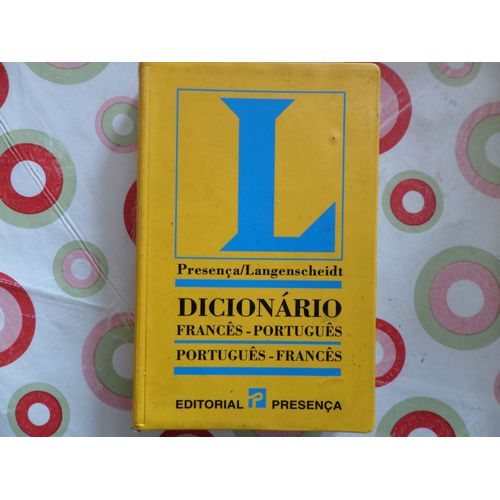 L
Presença/Langenscheidt
DICIONÁRIO
FRANCÊS-PORTUGUÊS
PORTUGUÊS-FRANCÊS
EDITORIAL P PRESENÇA